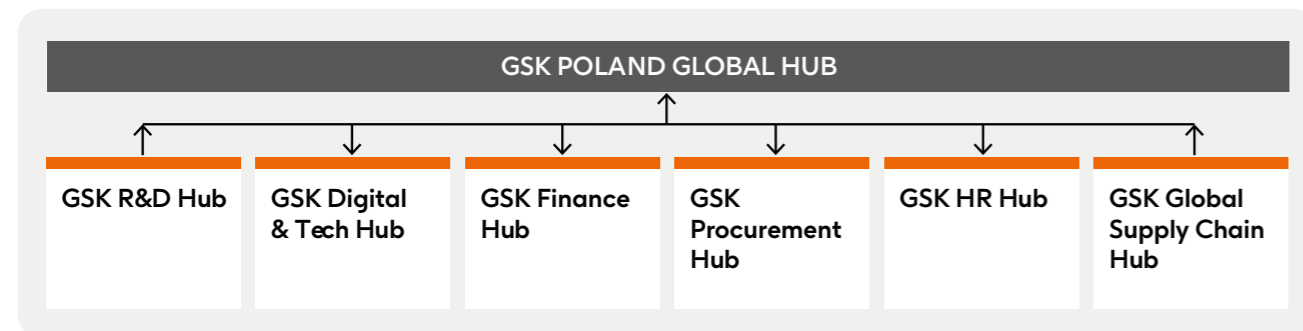 GSK POLAND GLOBAL HUB
GSK R&D Hub
GSK Digital
& Tech Hub
GSK Finance
Hub
GSK
Procurement
Hub
GSK HR Hub
GSK Global
Supply Chain
Hub